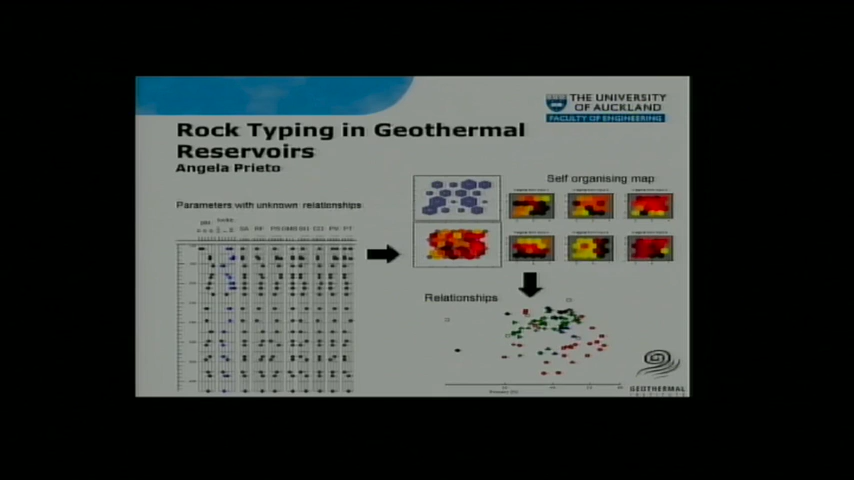 THE UNIVERSITY
OF AUCKLAND
FACULTY OF ENGINEERING
Rock Typing in Geothermal
Reservoirs
Angela Prieto
Self organising map
Parameters with unknown relationships
Relationships
GEOTHERMAL
INSTITUTE